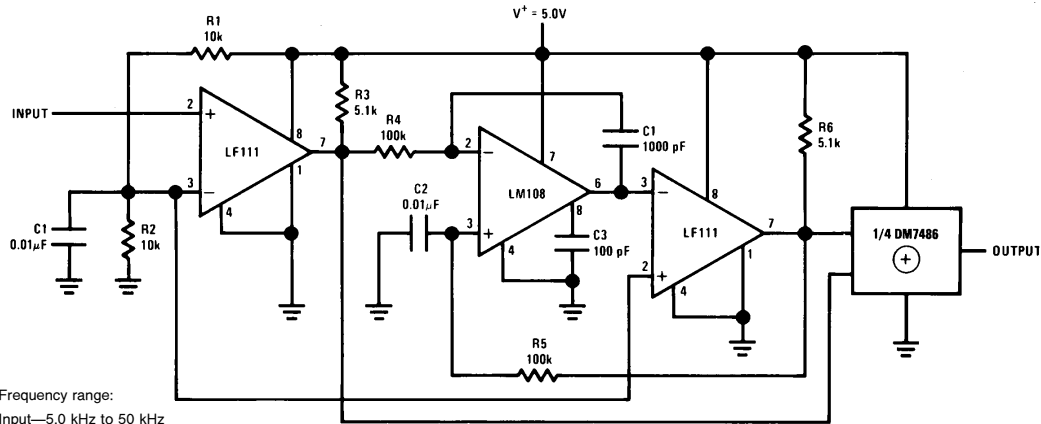 V+ = 5.0V
R1
10k
INPUT
2
+
LF111
8
7
1
3
−
4
C1
0.01µF
R2
10k
R3
5.1k
R4
100k
C2
0.01µF
2
−
LM108
7
6
8
3
+
4
C1
1000 pF
C3
100 pF
R5
100k
3
−
LF111
8
7
1
2
+
4
R6
5.1k
1/4 DM7486
+
OUTPUT
Frequency range:
Input—5.0 kHz to 50 kHz